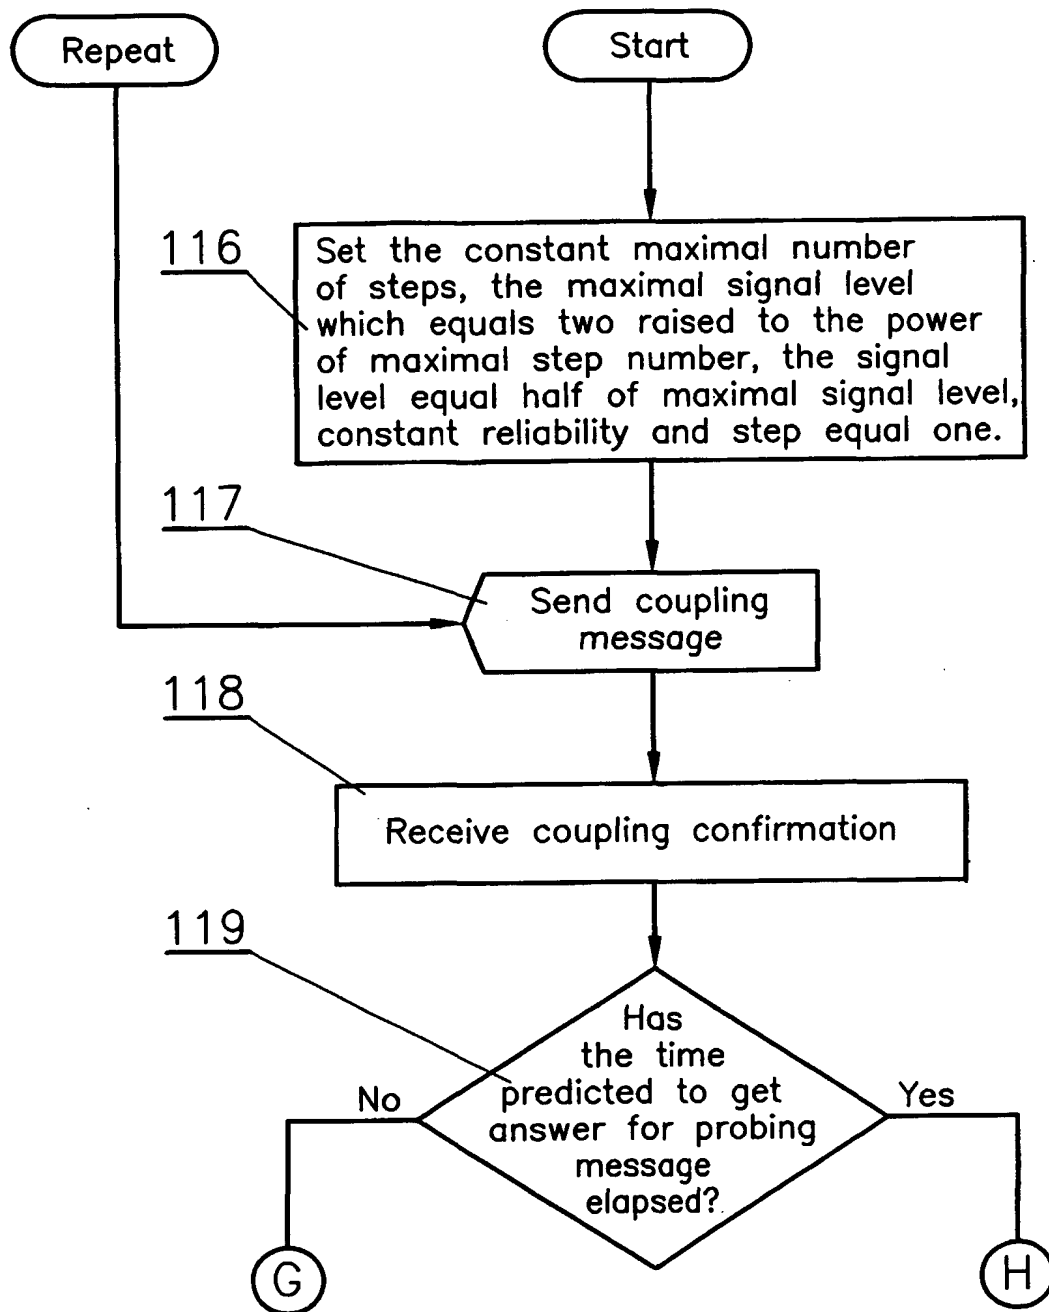 Repeat
Start
116
Set the constant maximal number
of steps, the maximal signal level
which equals two raised to the power
of maximal step number, the signal
level equal half of maximal signal level,
constant reliability and step equal one.
117
Send coupling
message
118
Receive coupling confirmation
119
Has
the time
predicted to get
answer for probing
message
elapsed?
No
Yes
G
H